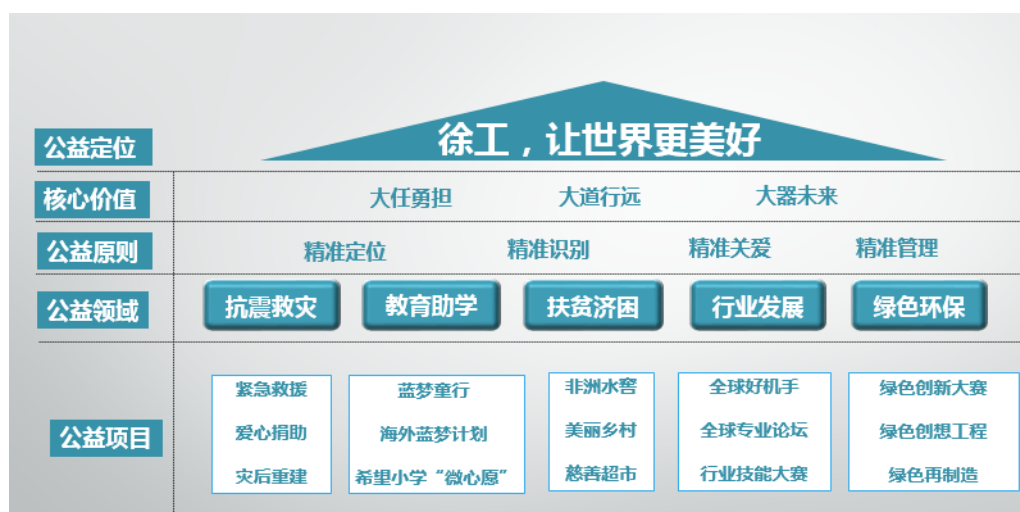 公益定位
徐工，让世界更美好
核心价值
大任勇担 大道行远 大器未来
公益原则
精准定位 精准识别 精准关爱 精准管理
公益领域
抗震救灾 教育助学 扶贫济困 行业发展 绿色环保
公益项目
紧急救援
爱心捐助
灾后重建
蓝梦童行
海外蓝梦计划
希望小学“微心愿”
非洲水窖
美丽乡村
慈善超市
全球好机手
全球专业论坛
行业技能大赛
绿色创新大赛
绿色创想工程
绿色再制造